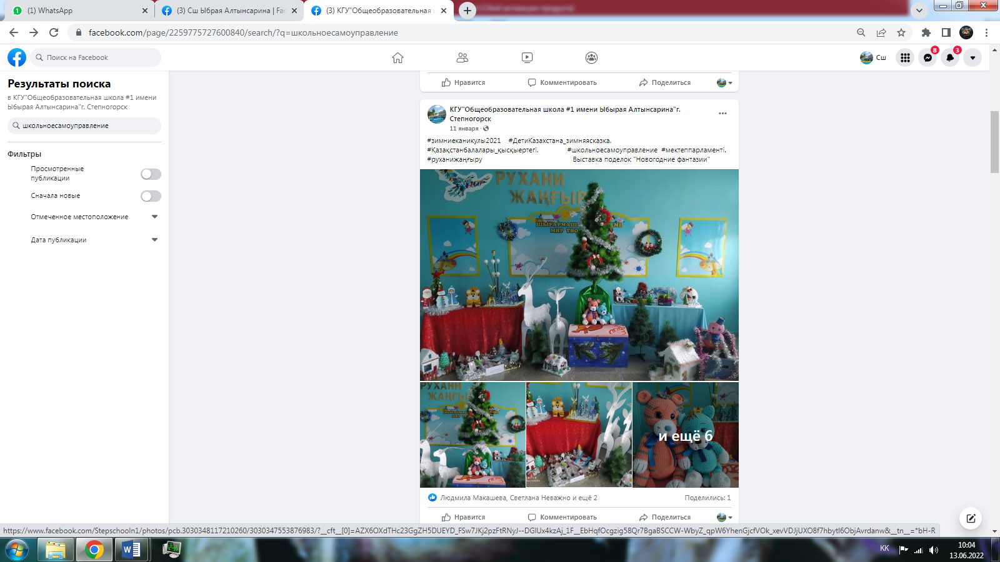 (1) WhatsApp
(3) Сш Ыбрая Алтынсарина | Fac
(3) КГУ"Общеобразовательная ш
facebook.com/page/2259775727600840/search/?q=школьноесамоуправление
Поиск на Facebook
Сш
8
3
Результаты поиска
в КГУ"Общеобразовательная школа #1 имени
Ыбырая Алтынсарина"г. Степногорск
школьноесамоуправление
Фильтры
Просмотренные
публикации
Сначала новые
Отмеченное местоположение
Дата публикации
Нравится Комментировать Поделиться
КГУ"Общеобразовательная школа #1 имени Ыбырая Алтынсарина"г.
Степногорск
11 января
#зимниеканикулы2021 #ДетиКазахстана_зимняясказка.
#Қазақстанбалалары_қысқыертегі. #школьноесамоуправление #мектеппарламенті.
#руханижаңғыру Выставка поделок "Новогодние фантазии"
РУХАНИ
ЖАҢҒЫР
ШЫҒАРМАШ
МИР ТВО
РУХАНИ
ЖАҢҒЫР
и ещё 6
Людмила Макашева, Светлана Неважно и ещё 2 Поделились: 1
Нравится Комментировать Поделиться
https://www.facebook.com/Stepschooln1/photos/pcb.3030348117210260/3030347553876983/?__cft__[0]=AZX6OXdTHc23GgZH5DUEYD_FSw7JKj2pzFtRNyJ--DGlUx4kzAj_1F__EbHqfOcgzig58Qr7BgaBSCCW-WbyZ_qpW6YhenGjcfVOk_xevVDJjUXO8f7hbytI6ObjAvrdanw&__tn__=*bH-R
KK
10:04
13.06.2022